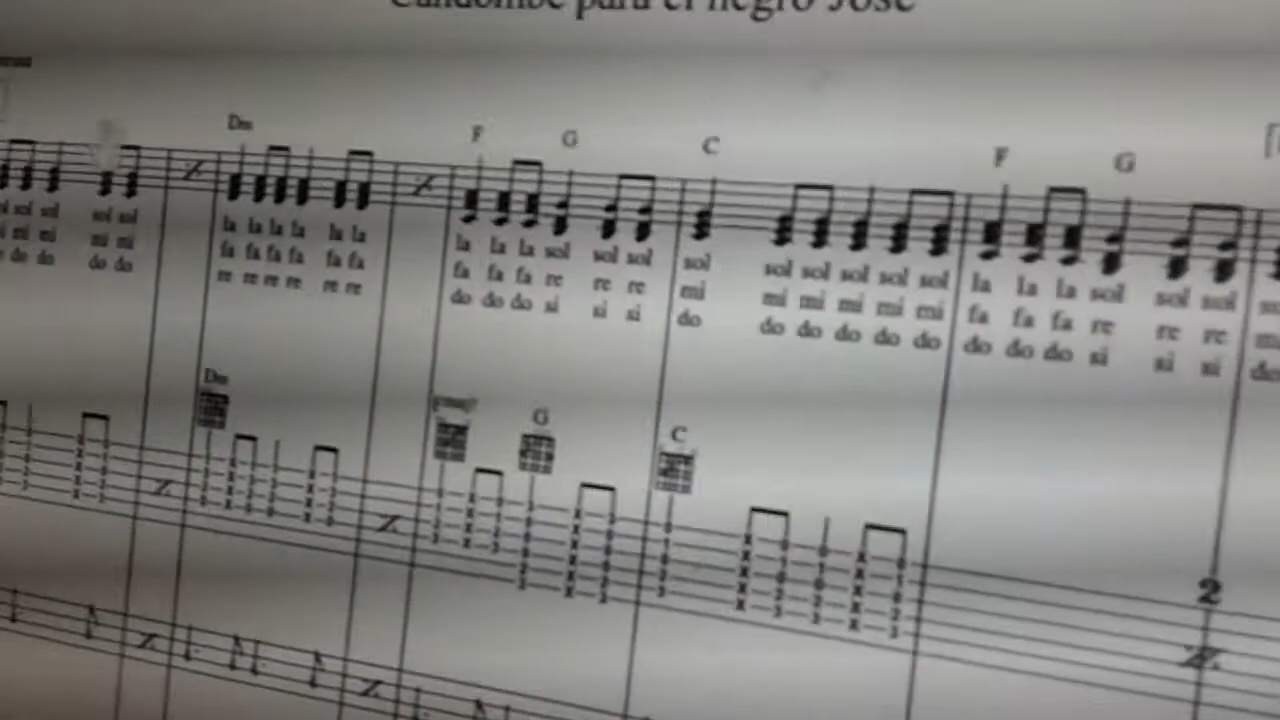 Candombe para el negro José
Dm F G C F G
sol sol sol sol la la la la la la la la la sol sol sol sol sol sol sol sol sol la la la sol sol sol
mi mi mi mi fa fa fa fa fa fa fa fa fa re re re mi mi mi mi mi mi fa fa fa re re re
do do do do re re re re re re do do do si si si do do do do do do do do do si si si
Dm G C
2